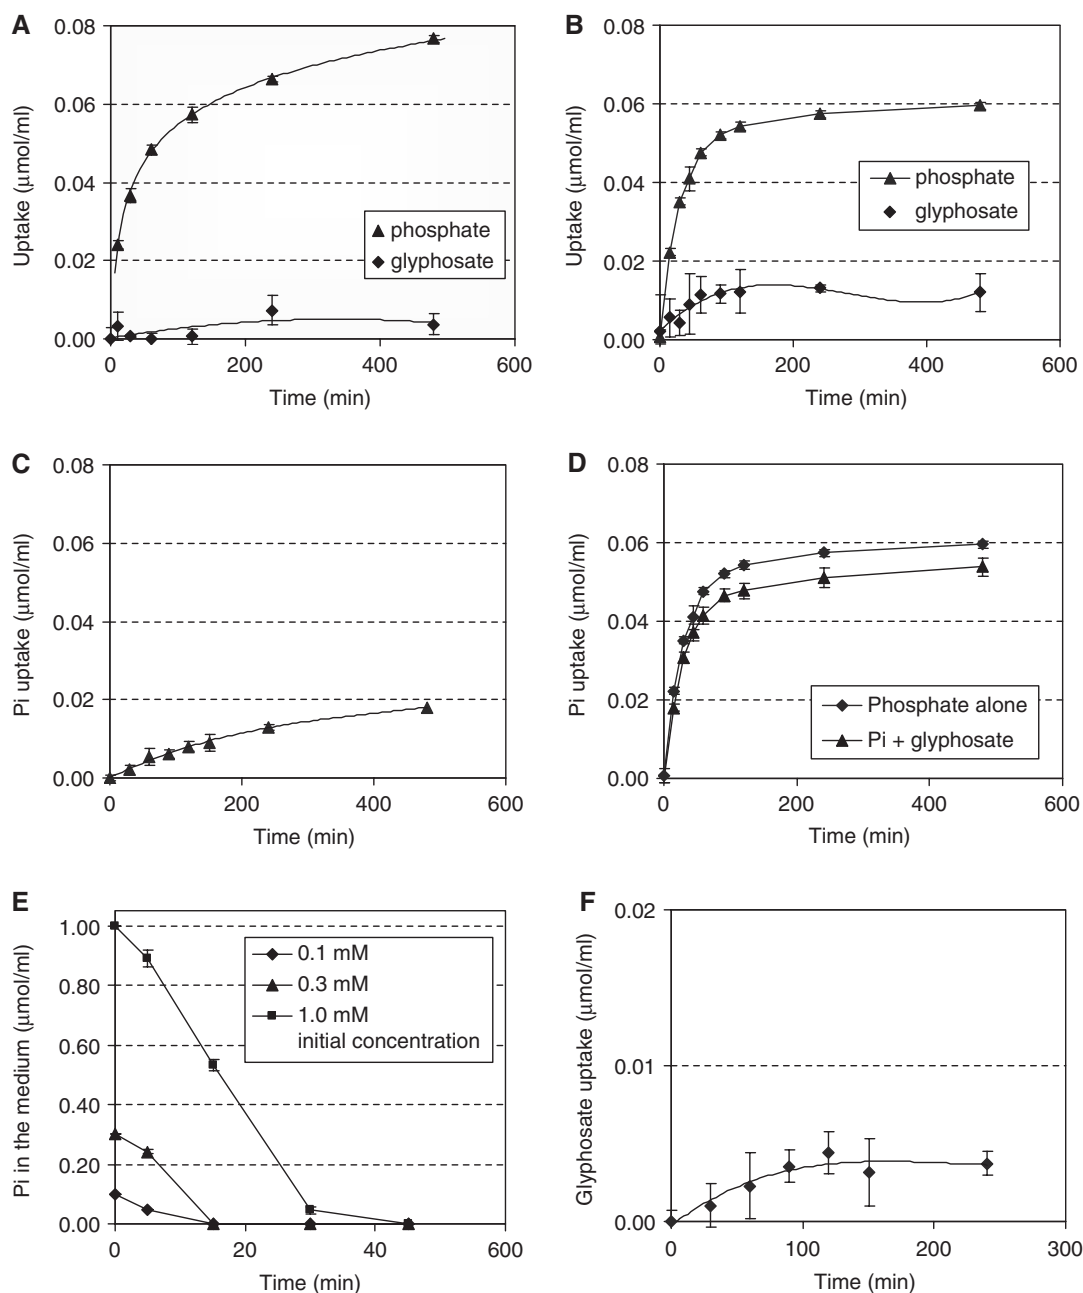 A
0.08
0.06
0.04
0.02
0.00
Uptake (μmol/ml)
phosphate
glyphosate
0
200
400
600
Time (min)
B
0.08
0.06
0.04
0.02
0.00
Uptake (μmol/ml)
phosphate
glyphosate
0
200
400
600
Time (min)
C
0.08
0.06
0.04
0.02
0.00
Pi uptake (μmol/ml)
0
200
400
600
Time (min)
D
0.08
0.06
0.04
0.02
0.00
Pi uptake (μmol/ml)
Phosphate alone
Pi + glyphosate
0
200
400
600
Time (min)
E
1.00
0.80
0.60
0.40
0.20
0.00
Pi in the medium (μmol/ml)
0.1 mM
0.3 mM
1.0 mM
initial concentration
0
20
40
600
Time (min)
F
0.02
0.01
0.00
Glyphosate uptake (μmol/ml)
0
100
200
300
Time (min)